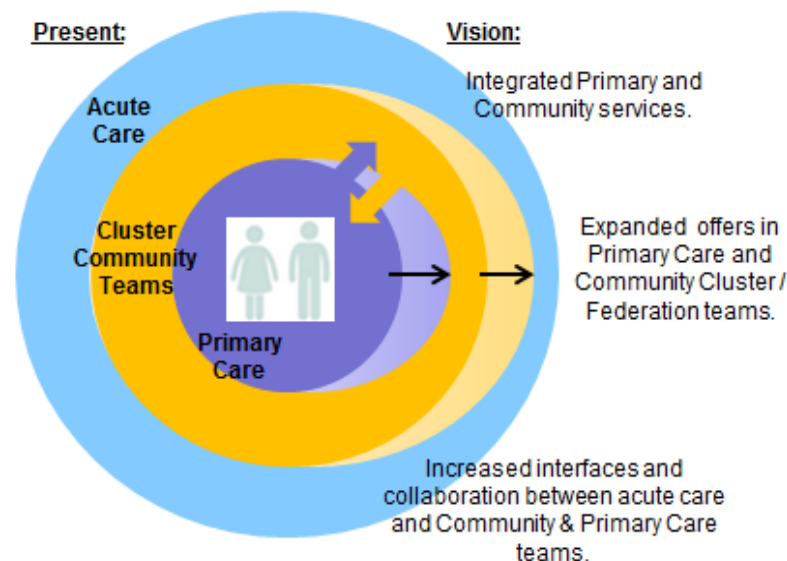 Present:
Vision:
Acute
Care
Cluster
Community
Teams
Primary
Care
Integrated Primary and
Community services.
Expanded offers in
Primary Care and
Community Cluster /
Federation teams.
Increased interfaces and
collaboration between acute care
and Community & Primary Care
teams.